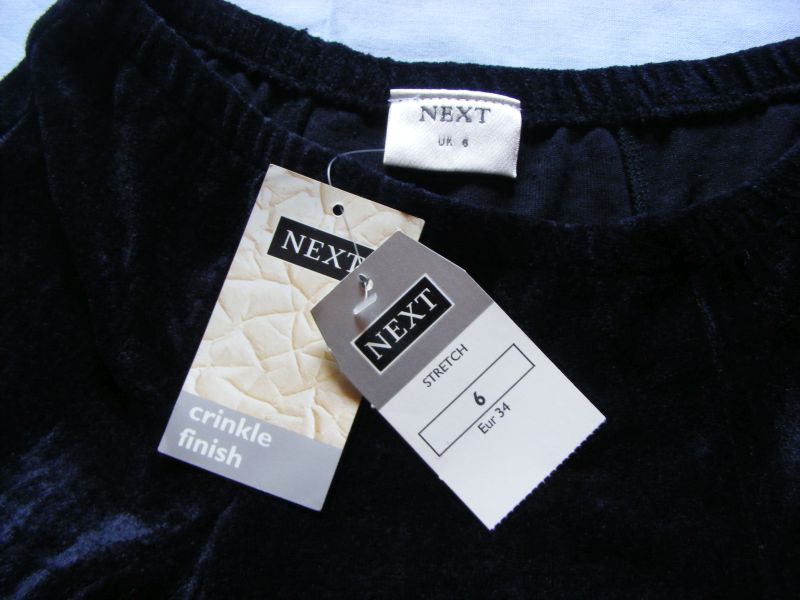 NEXT
UK 6
NEXT
crinkle
finish
NEXT
STRETCH
6
Eur 34